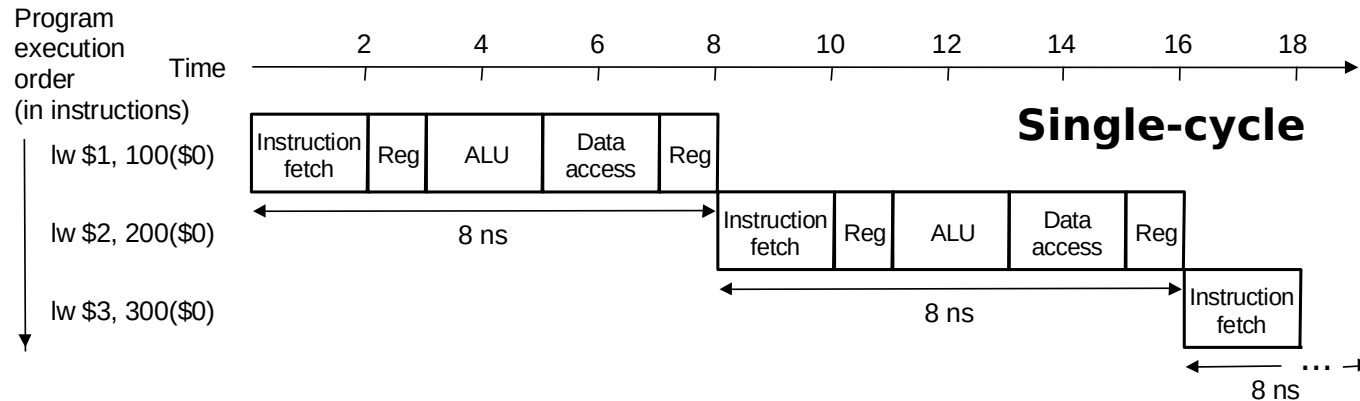 Program
execution
order
(in instructions)
Time
2 4 6 8 10 12 14 16 18
Single-cycle
lw $1, 100($0)
Instruction
fetch
Reg
ALU
Data
access
Reg
8 ns
lw $2, 200($0)
Instruction
fetch
Reg
ALU
Data
access
Reg
8 ns
lw $3, 300($0)
Instruction
fetch
...
8 ns